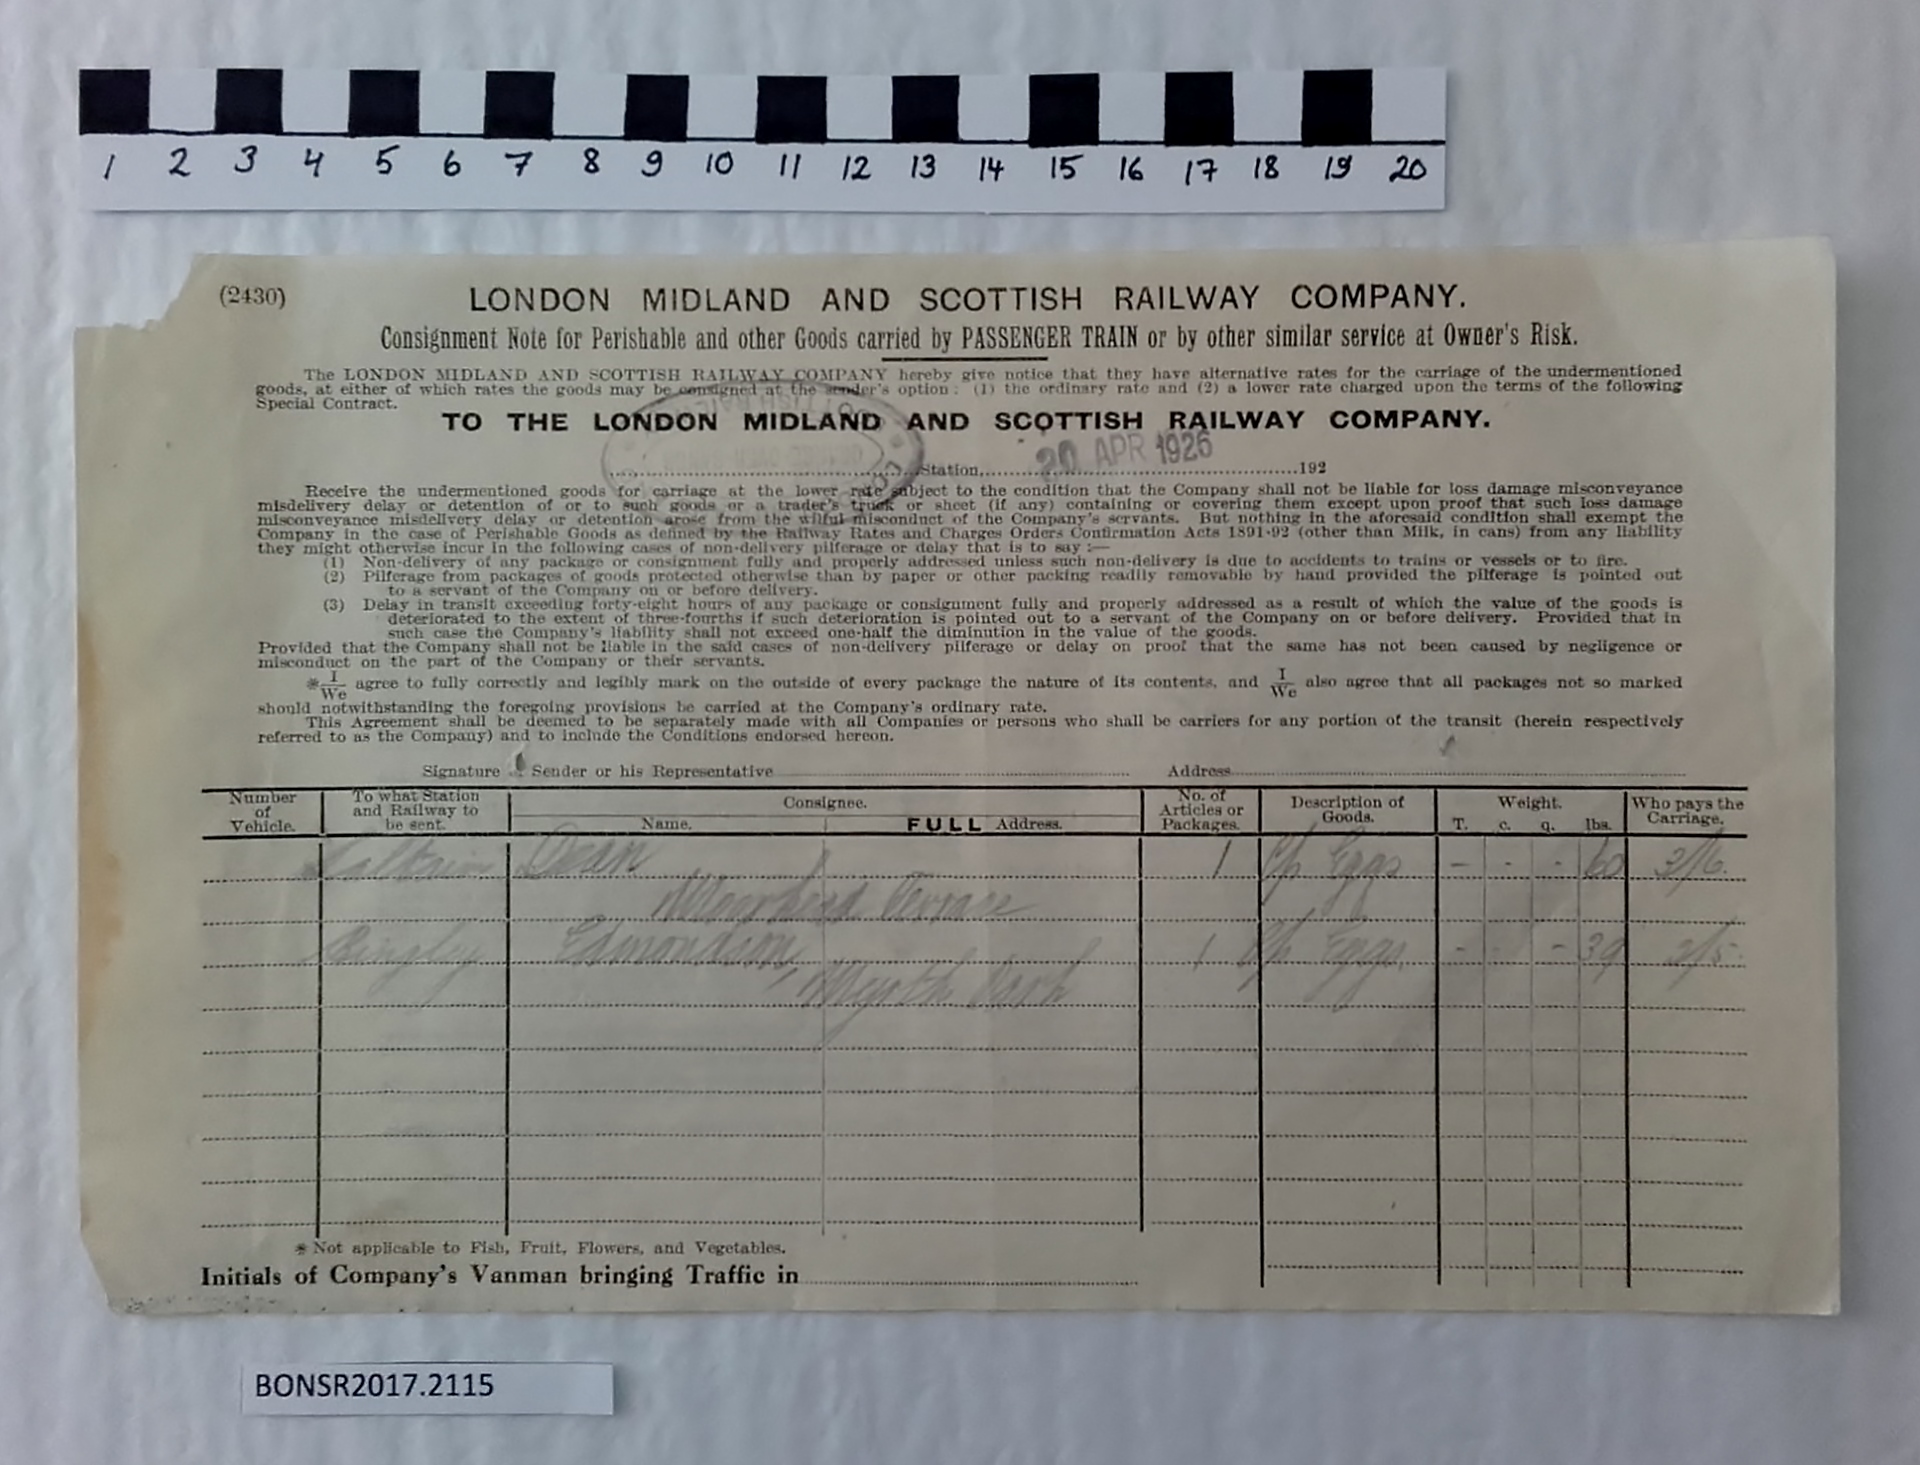 1 2 3 4 5 6 7 8 9 10 11 12 13 14 15 16 17 18 19 20
(2430)
LONDON MIDLAND AND SCOTTISH RAILWAY COMPANY.
Consignment Note for Perishable and other Goods carried by PASSENGER TRAIN or by other similar service at Owner's Risk.
The LONDON MIDLAND AND SCOTTISH RAILWAY COMPANY hereby give notice that they have alternative rates for the carriage of the undermentioned
goods, at either of which rates the goods may be consigned at the sender's option: (1) the ordinary rate and (2) a lower rate charged upon the terms of the following
Special Contract.
TO THE LONDON MIDLAND AND SCOTTISH RAILWAY COMPANY.
Station 20 APR 1926 192
Receive the undermentioned goods for carriage at the lower rate subject to the condition that the Company shall not be liable for loss damage misconveyance
misdelivery delay or detention of or to such goods or a trader's truck or sheet (if any) containing or covering them except upon proof that such loss damage
misconveyance misdelivery delay or detention arose from the wilful misconduct of the Company's servants. But nothing in the aforesaid condition shall exempt the
Company in the case of Perishable Goods as defined by the Railway Rates and Charges Orders Confirmation Acts 1891-92 (other than Milk, in cans) from any liability
they might otherwise incur in the following cases of non-delivery pilferage or delay that is to say :—
(1) Non-delivery of any package or consignment fully and properly addressed unless such non-delivery is due to accidents to trains or vessels or to fire.
(2) Pilferage from packages of goods protected otherwise than by paper or other packing readily removable by hand provided the pilferage is pointed out
to a servant of the Company on or before delivery.
(3) Delay in transit exceeding forty-eight hours of any package or consignment fully and properly addressed as a result of which the value of the goods is
deteriorated to the extent of three-fourths if such deterioration is pointed out to a servant of the Company on or before delivery. Provided that in
such case the Company's liability shall not exceed one-half the diminution in the value of the goods.
Provided that the Company shall not be liable in the said cases of non-delivery pilferage or delay on proof that the same has not been caused by negligence or
misconduct on the part of the Company or their servants.
* I/We agree to fully correctly and legibly mark on the outside of every package the nature of its contents, and I/We also agree that all packages not so marked
should notwithstanding the foregoing provisions be carried at the Company's ordinary rate.
This Agreement shall be deemed to be separately made with all Companies or persons who shall be carriers for any portion of the transit (herein respectively
referred to as the Company) and to include the Conditions endorsed hereon.
Signature Sender or his Representative Address
Number of Vehicle. To what Station and Railway to be sent. Consignee. Name. FULL Address. No. of Articles or Packages. Description of Goods. Weight. T. c. q. lbs. Who pays the Carriage.
Dean 1 Eggs - - - 60
Terrace
Bingley Edmondson, 1 Eggs - - - 39
* Not applicable to Fish, Fruit, Flowers, and Vegetables.
Initials of Company's Vanman bringing Traffic in
BONSR2017.2115